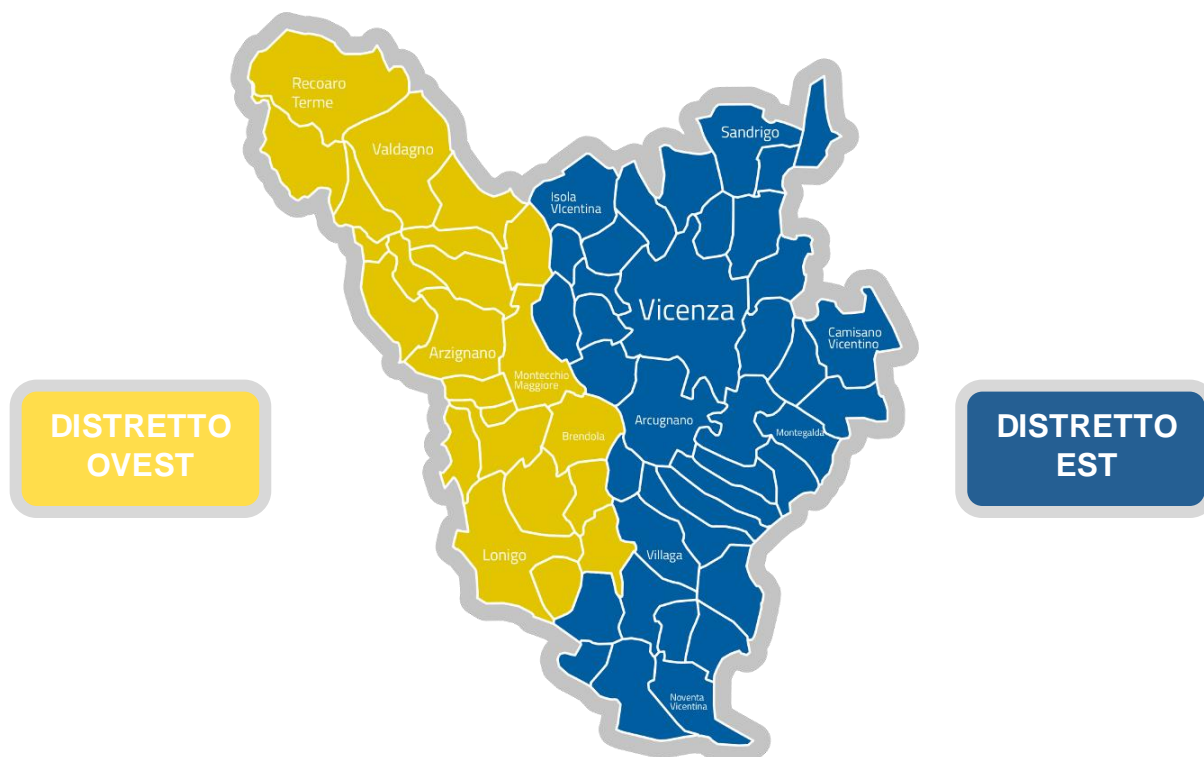 Recoaro
Terme
Valdagno
Sandrigo
Isola
VIcentina
Vicenza
Camisano
Vicentino
Arzignano
Montecchio
Maggiore
DISTRETTO
OVEST
Arcugnano
Brendola
Montegalda
DISTRETTO
EST
Lonigo
Villaga
Noventa
Vicentina